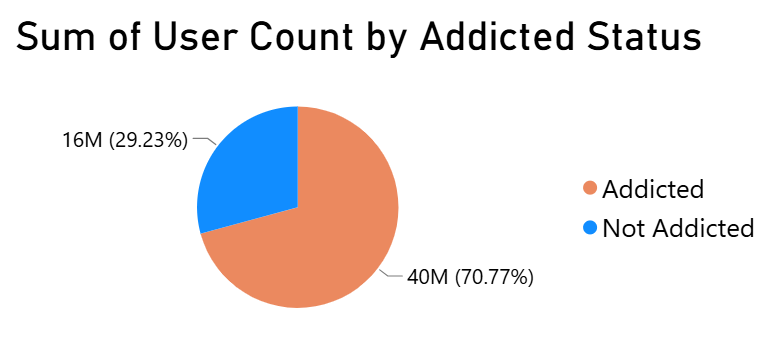 Sum of User Count by Addicted Status
16M (29.23%)
Addicted
Not Addicted
40M (70.77%)